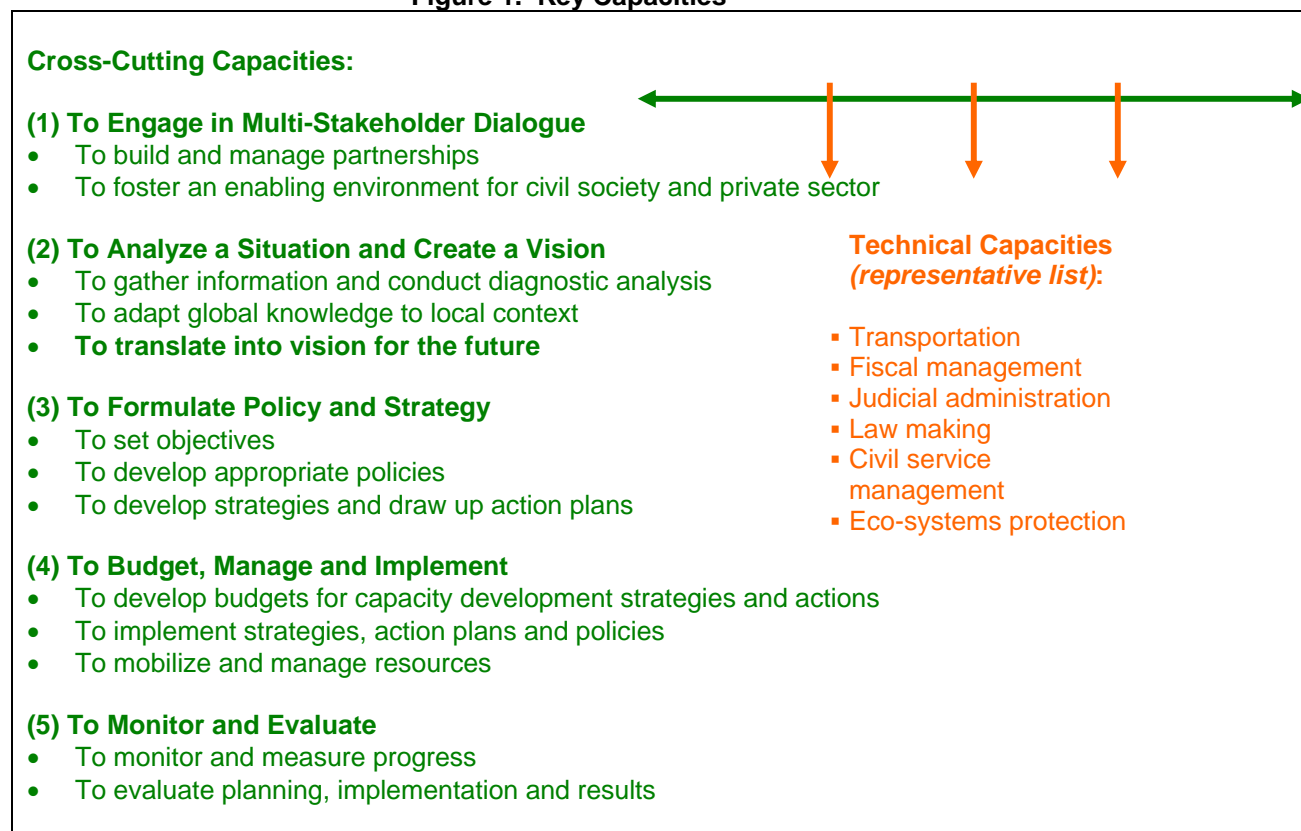 Figure 1: Key Capacities
Cross-Cutting Capacities:
(1) To Engage in Multi-Stakeholder Dialogue
• To build and manage partnerships
• To foster an enabling environment for civil society and private sector
(2) To Analyze a Situation and Create a Vision
• To gather information and conduct diagnostic analysis
• To adapt global knowledge to local context
• To translate into vision for the future
(3) To Formulate Policy and Strategy
• To set objectives
• To develop appropriate policies
• To develop strategies and draw up action plans
(4) To Budget, Manage and Implement
• To develop budgets for capacity development strategies and actions
• To implement strategies, action plans and policies
• To mobilize and manage resources
(5) To Monitor and Evaluate
• To monitor and measure progress
• To evaluate planning, implementation and results
Technical Capacities
(representative list):
▪ Transportation
▪ Fiscal management
▪ Judicial administration
▪ Law making
▪ Civil service
management
▪ Eco-systems protection